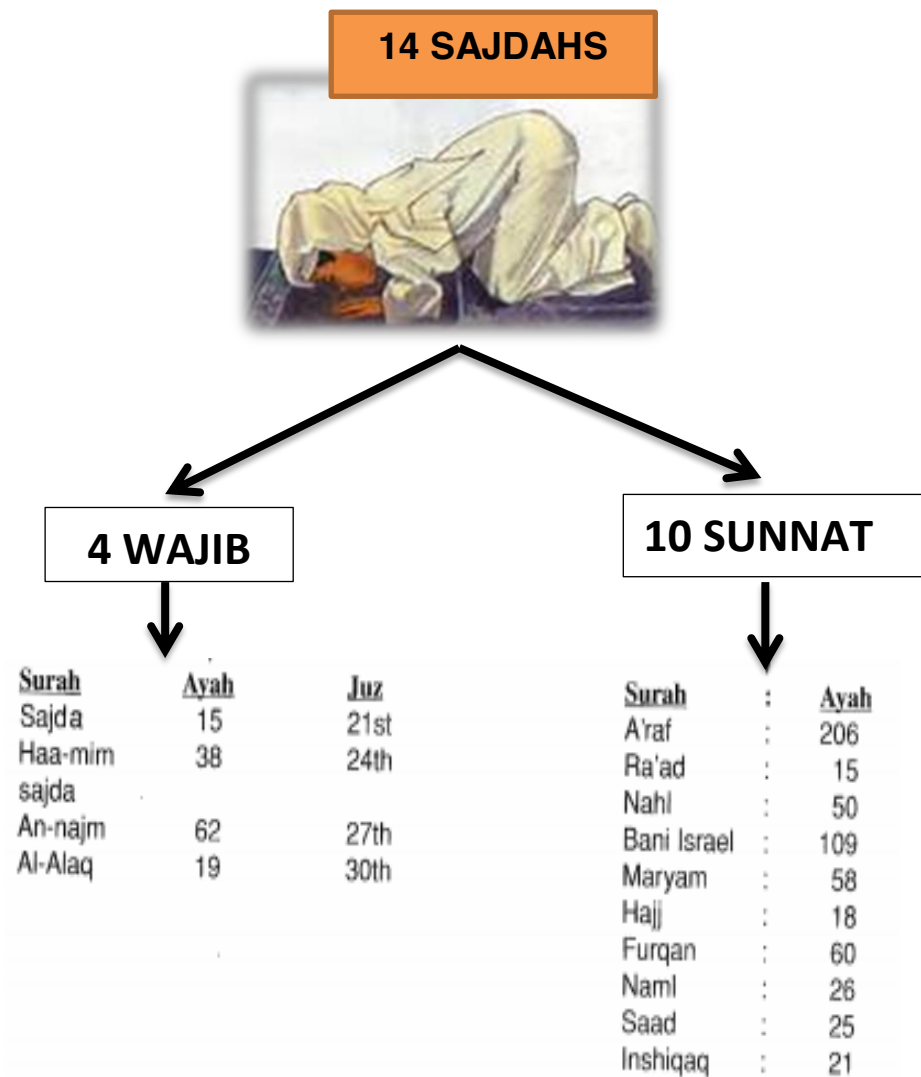 14 SAJDAHS
4 WAJIB
10 SUNNAT
Surah Ayah Juz
Sajda 15 21st
Haa-mim 38 24th
sajda
An-najm 62 27th
Al-Alaq 19 30th
Surah : Ayah
A'raf : 206
Ra'ad : 15
Nahl : 50
Bani Israel : 109
Maryam : 58
Hajj : 18
Furqan : 60
Naml : 26
Saad : 25
Inshiqaq : 21